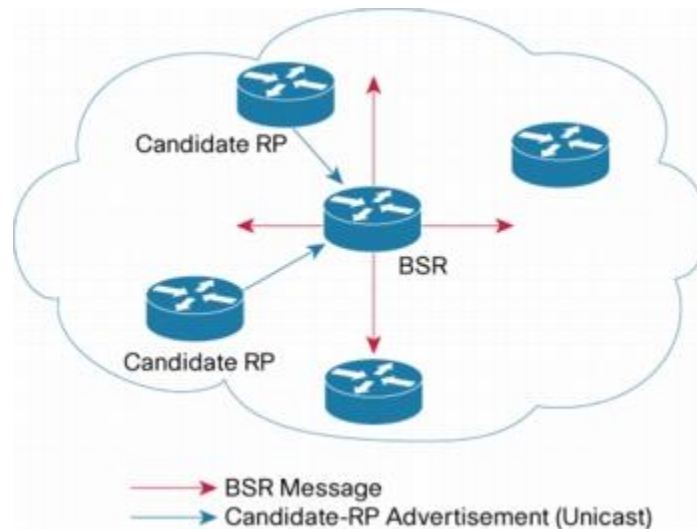 Candidate RP
BSR
Candidate RP
BSR Message
Candidate-RP Advertisement (Unicast)